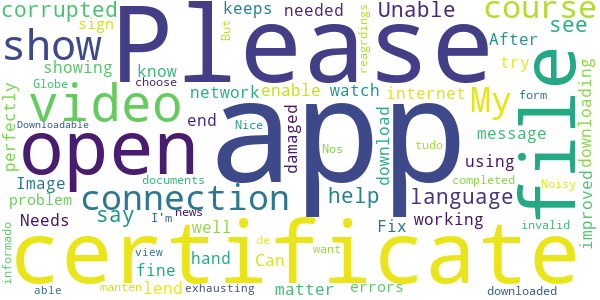 corrupted Please keeps needed Unable course
sign But
show reagrdings Adetails see
showing know choose After try
Globe network enable watch internet My message
video
perfectly Downloadable end Nice app damaged download form file downloading
open Nos tudo using
Image documents completed Noisy improved
problem connection help language
Needs say I'm news well Fix working invalid
certificate
informado view hand de Can want
fine matter errors
able manten lend exhausting downloaded